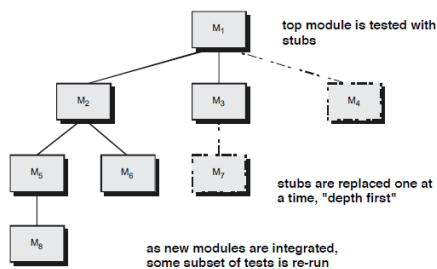 M1
top module is tested with
stubs
M2
M3
M4
M5
M6
M7
stubs are replaced one at
a time, "depth first"
M8
as new modules are integrated,
some subset of tests is re-run